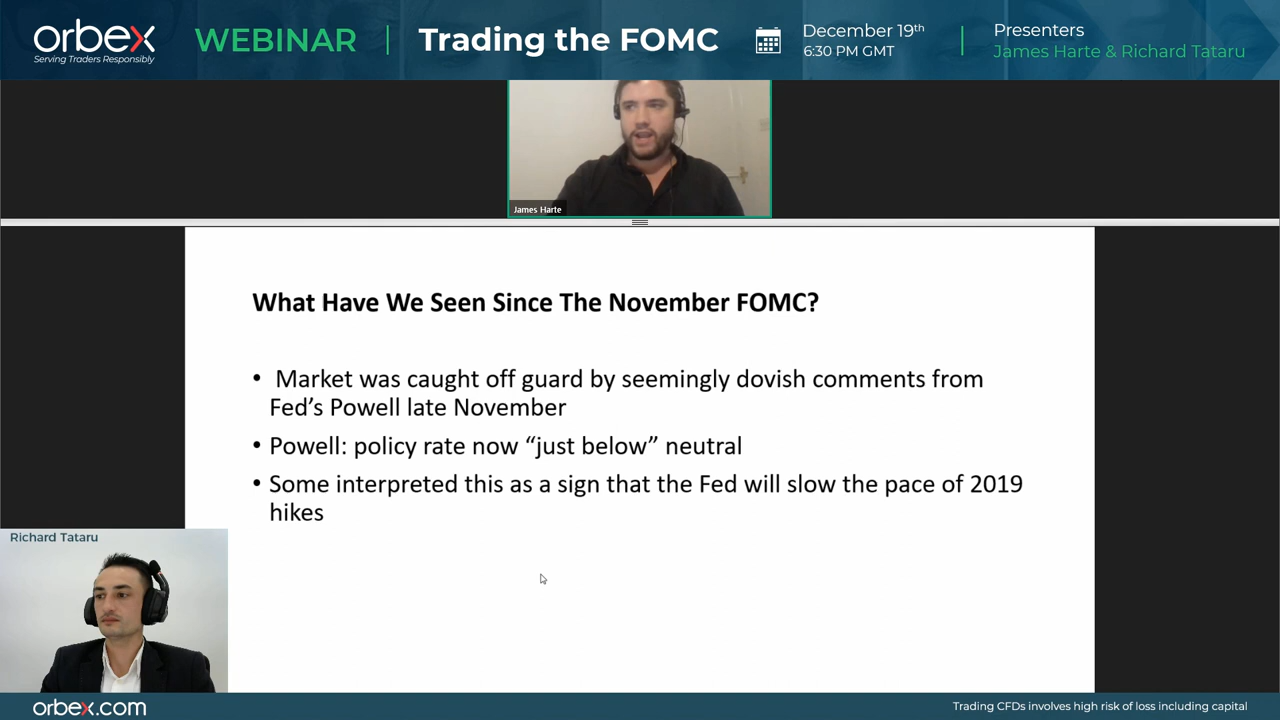 orbex
Serving Traders Responsibly
WEBINAR
Trading the FOMC
December 19th
6:30 PM GMT
Presenters
James Harte & Richard Tataru
James Harte
What Have We Seen Since The November FOMC?
• Market was caught off guard by seemingly dovish comments from
Fed’s Powell late November
• Powell: policy rate now “just below” neutral
• Some interpreted this as a sign that the Fed will slow the pace of 2019
hikes
Richard Tataru
orbex.com
Trading CFDs involves high risk of loss including capital